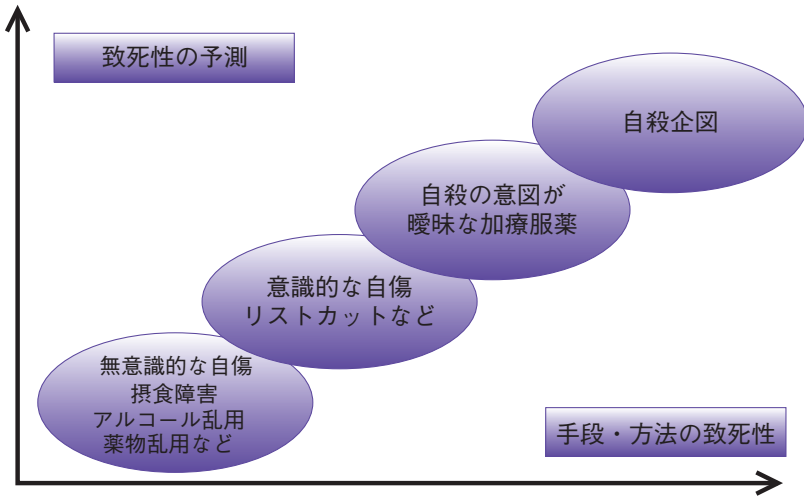 致死性の予測
自殺企図
自殺の意図が
曖昧な加療服薬
意識的な自傷
リストカットなど
無意識的な自傷
摂食障害
アルコール乱用
薬物乱用など
手段・方法の致死性